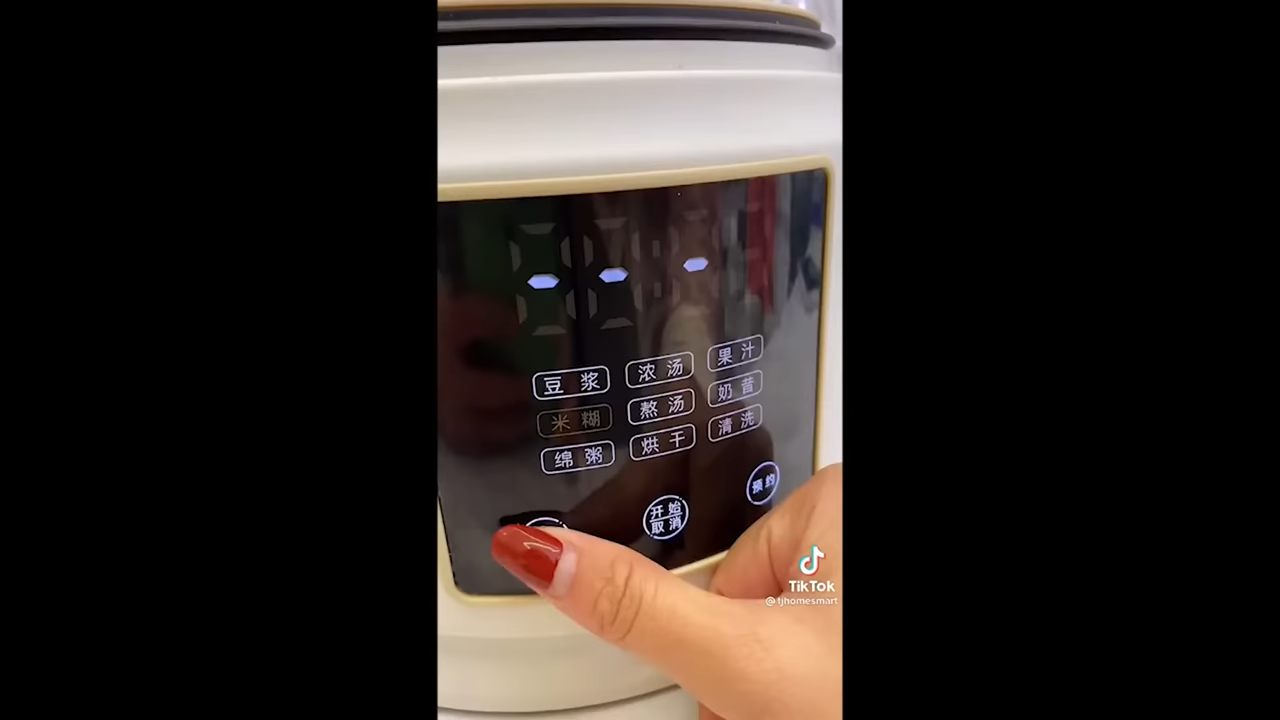 豆浆 浓汤 果汁
米糊 熬汤 奶昔
绵粥 烘干 清洗
预约
开始
取消
TikTok
@tjhomesmart